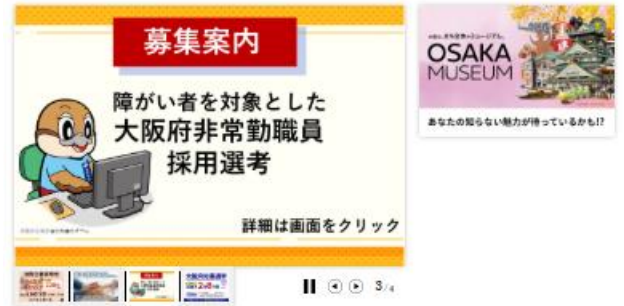 募集案内
障がい者を対象とした
大阪府非常勤職員
採用選考
詳細は画面をクリック
3/4
OSAKA
MUSEUM
あなたの知らない魅力が待っているかも!?